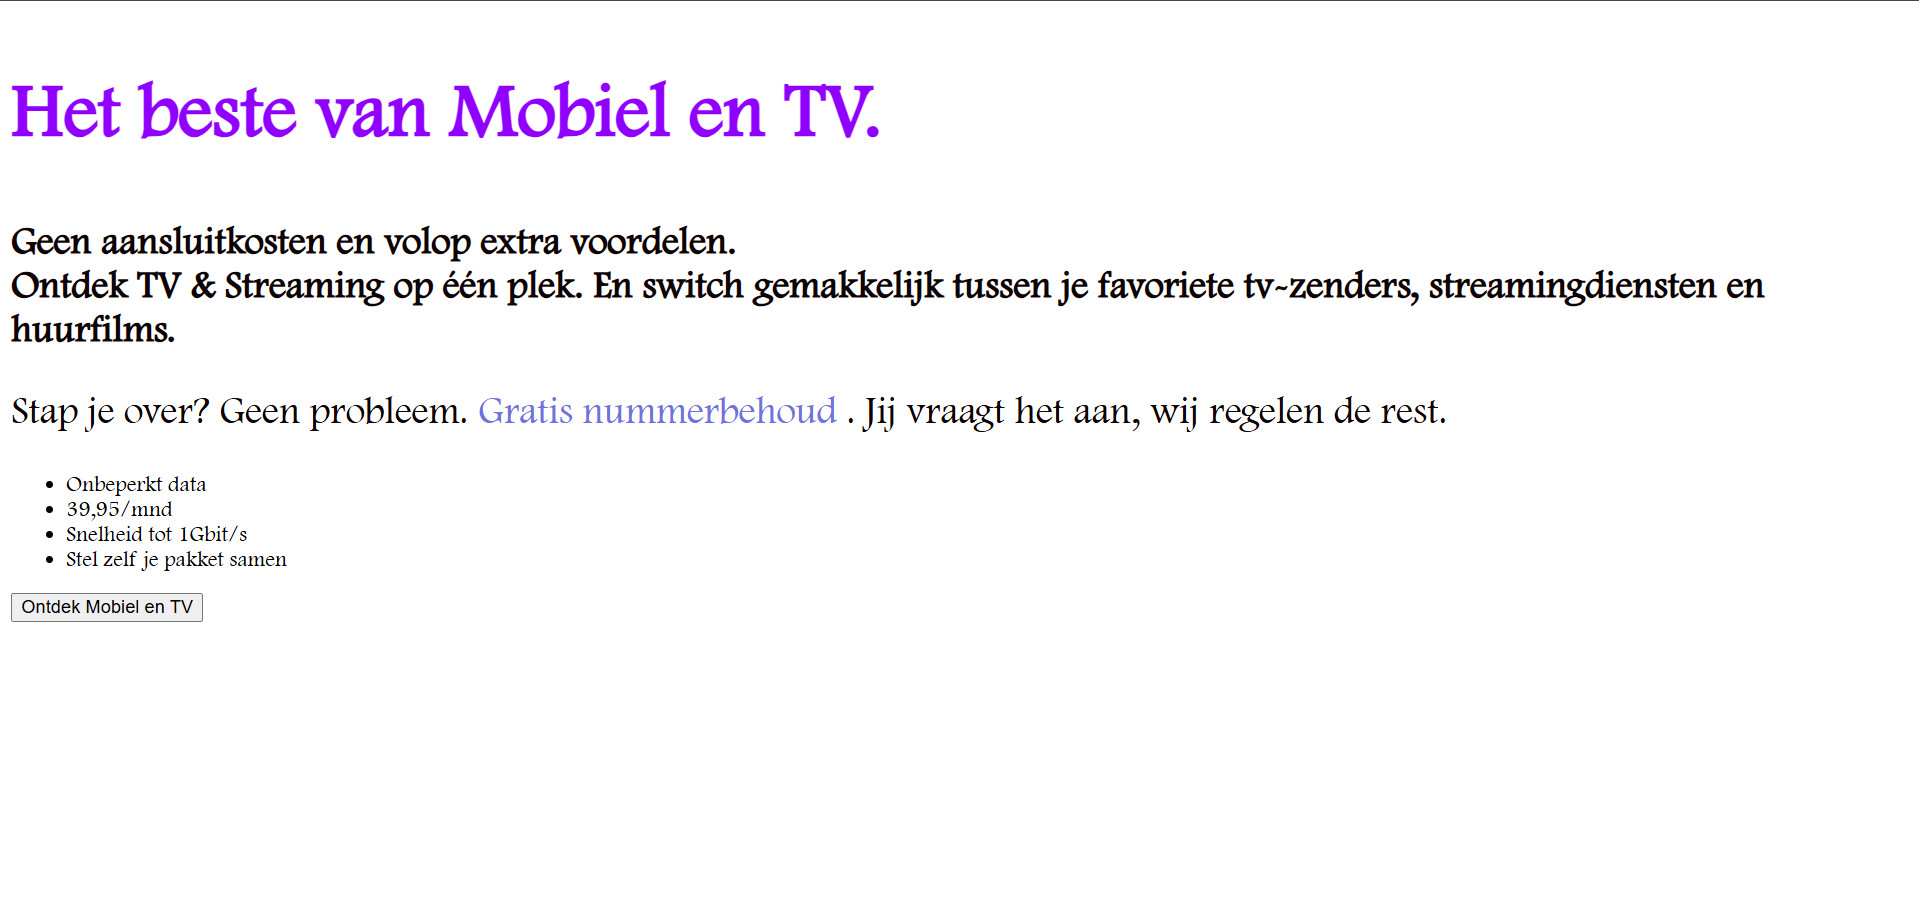 Het beste van Mobiel en TV.
Geen aansluitkosten en volop extra voordelen.
Ontdek TV & Streaming op één plek. En switch gemakkelijk tussen je favoriete tv-zenders, streamingdiensten en
huurfilms.
Stap je over? Geen probleem. Gratis nummerbehoud . Jij vraagt het aan, wij regelen de rest.
• Onbeperkt data
• 39,95/mnd
• Snelheid tot 1Gbit/s
• Stel zelf je pakket samen
Ontdek Mobiel en TV